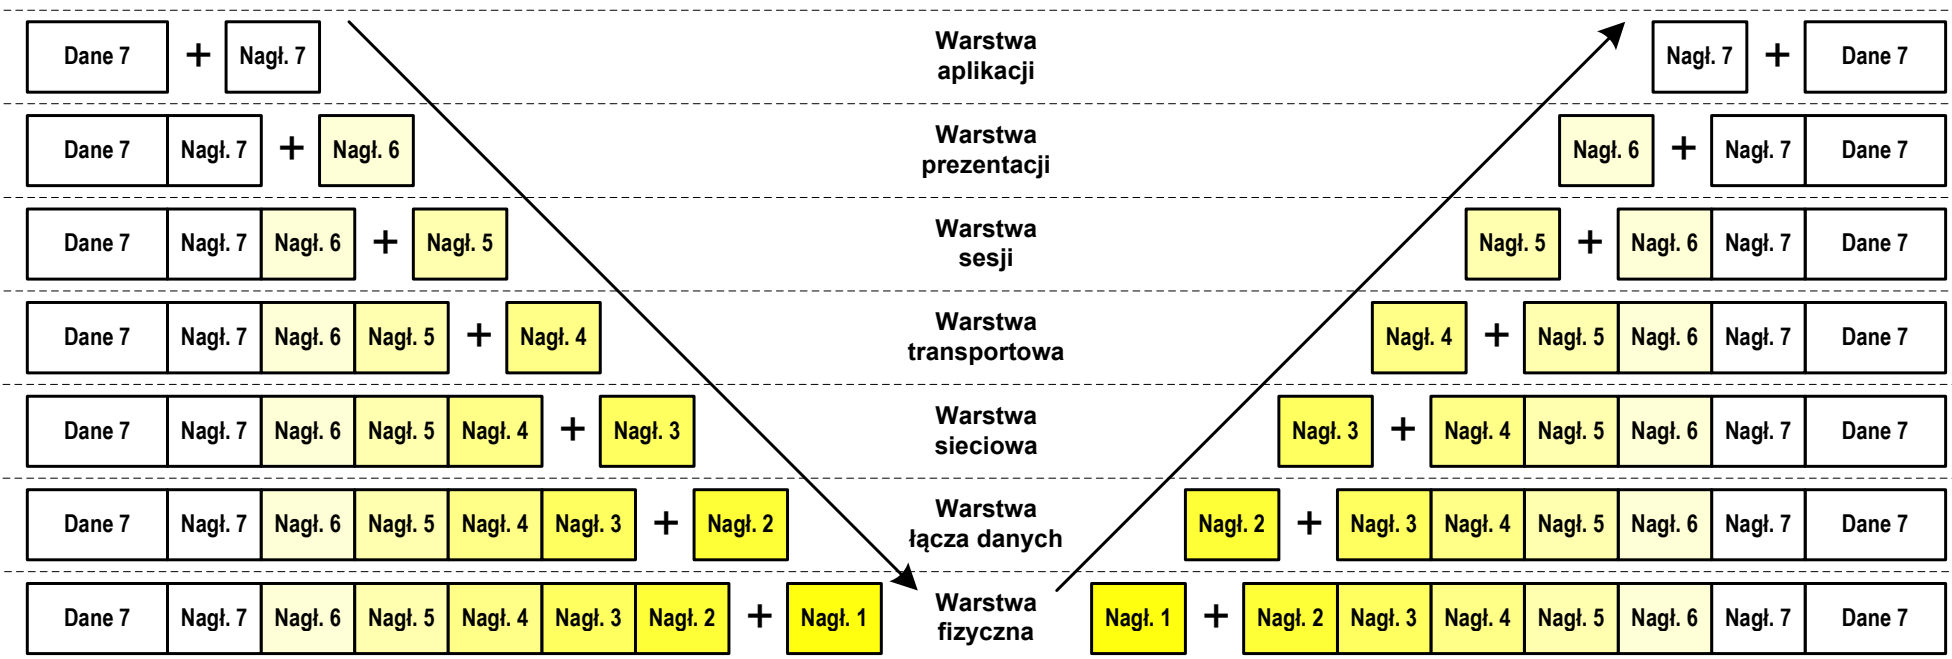 Dane 7 + Nagł. 7 Warstwa aplikacji Nagł. 7 + Dane 7
Dane 7 Nagł. 7 + Nagł. 6 Warstwa prezentacji Nagł. 6 + Nagł. 7 Dane 7
Dane 7 Nagł. 7 Nagł. 6 + Nagł. 5 Warstwa sesji Nagł. 5 + Nagł. 6 Nagł. 7 Dane 7
Dane 7 Nagł. 7 Nagł. 6 Nagł. 5 + Nagł. 4 Warstwa transportowa Nagł. 4 + Nagł. 5 Nagł. 6 Nagł. 7 Dane 7
Dane 7 Nagł. 7 Nagł. 6 Nagł. 5 Nagł. 4 + Nagł. 3 Warstwa sieciowa Nagł. 3 + Nagł. 4 Nagł. 5 Nagł. 6 Nagł. 7 Dane 7
Dane 7 Nagł. 7 Nagł. 6 Nagł. 5 Nagł. 4 Nagł. 3 + Nagł. 2 Warstwa łącza danych Nagł. 2 + Nagł. 3 Nagł. 4 Nagł. 5 Nagł. 6 Nagł. 7 Dane 7
Dane 7 Nagł. 7 Nagł. 6 Nagł. 5 Nagł. 4 Nagł. 3 Nagł. 2 + Nagł. 1 Warstwa fizyczna Nagł. 1 + Nagł. 2 Nagł. 3 Nagł. 4 Nagł. 5 Nagł. 6 Nagł. 7 Dane 7